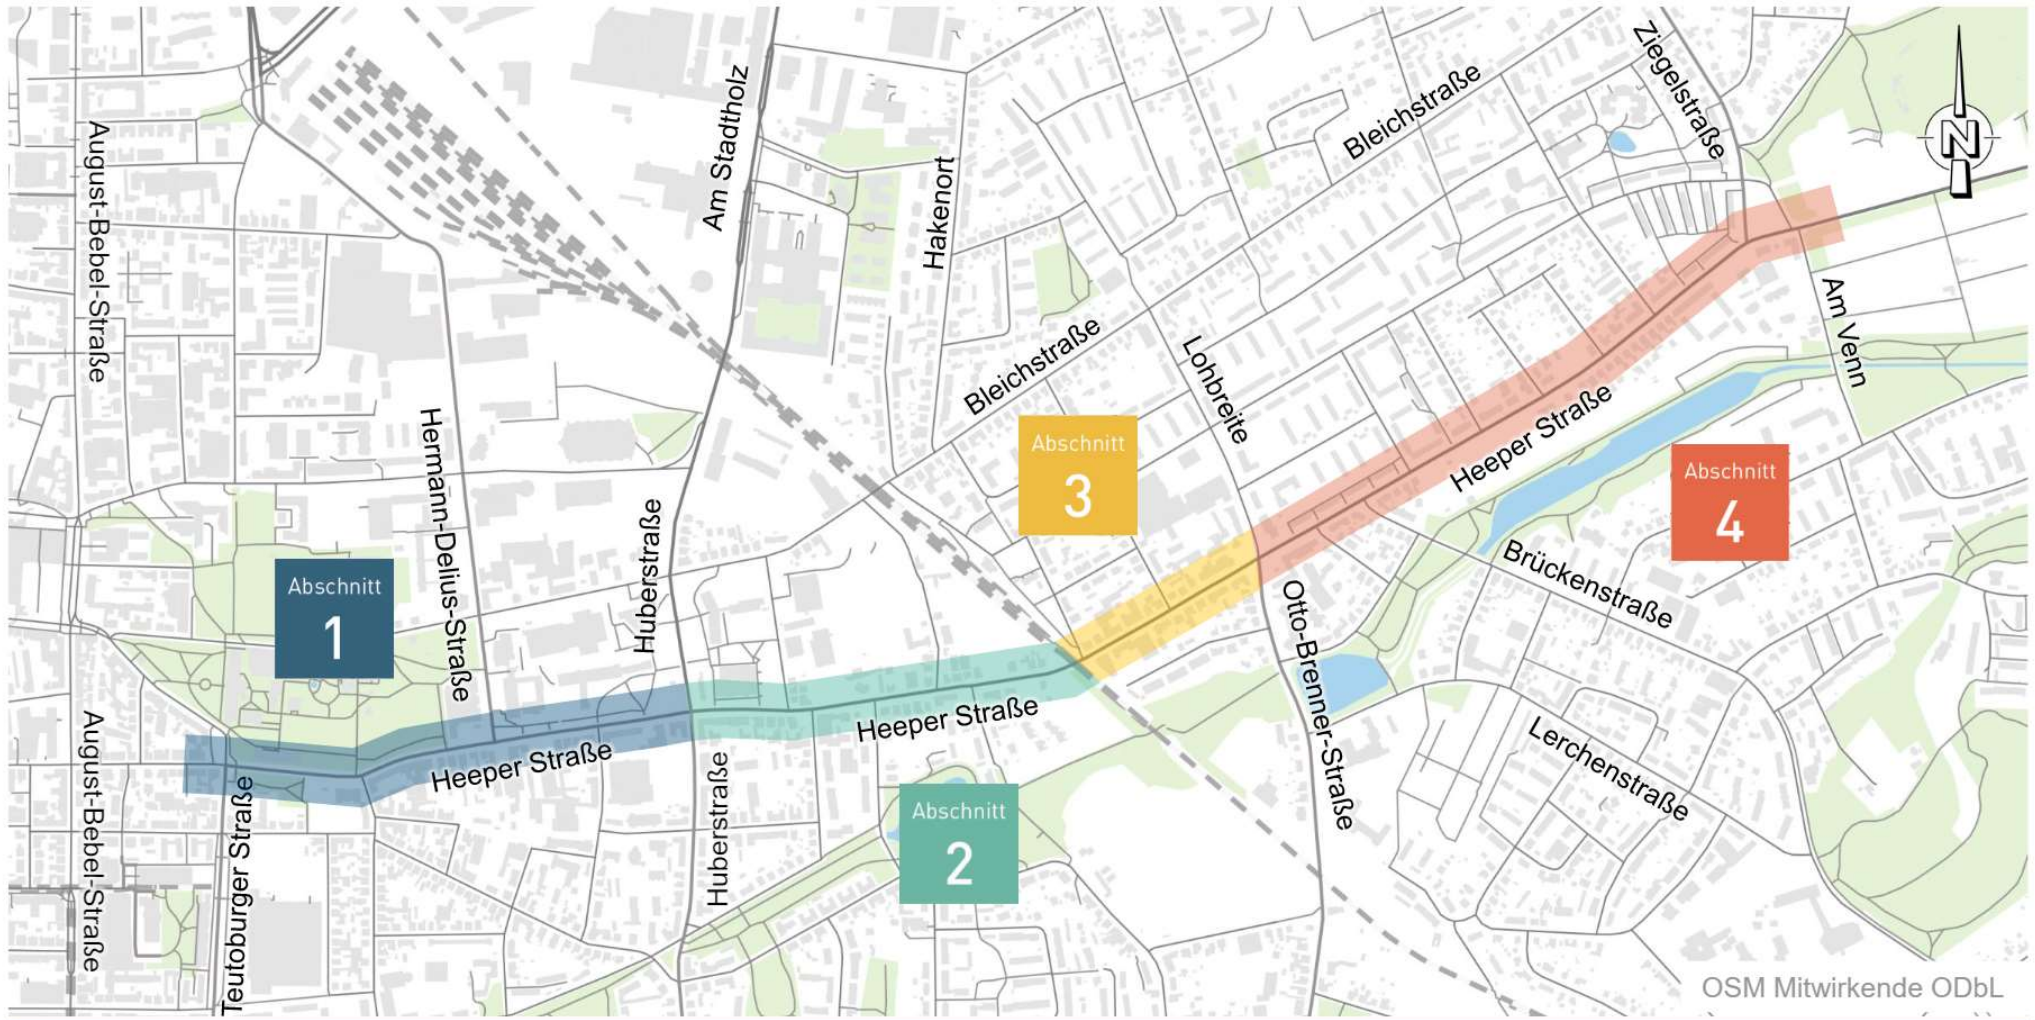 Ziegelstraße
Bleichstraße
Am Stadtholz
August-Bebel-Straße
N
Hakenort
Am Venn
Bleichstraße
Lohbreite
Heeper Straße
Hermann-Delius-Straße
Abschnitt
3
Abschnitt
4
Huberstraße
Brückenstraße
Abschnitt
1
Otto-Brenner-Straße
Heeper Straße
Heeper Straße
Lerchenstraße
August-Bebel-Straße
Huberstraße
Teutoburger Straße
Abschnitt
2
OSM Mitwirkende ODbL